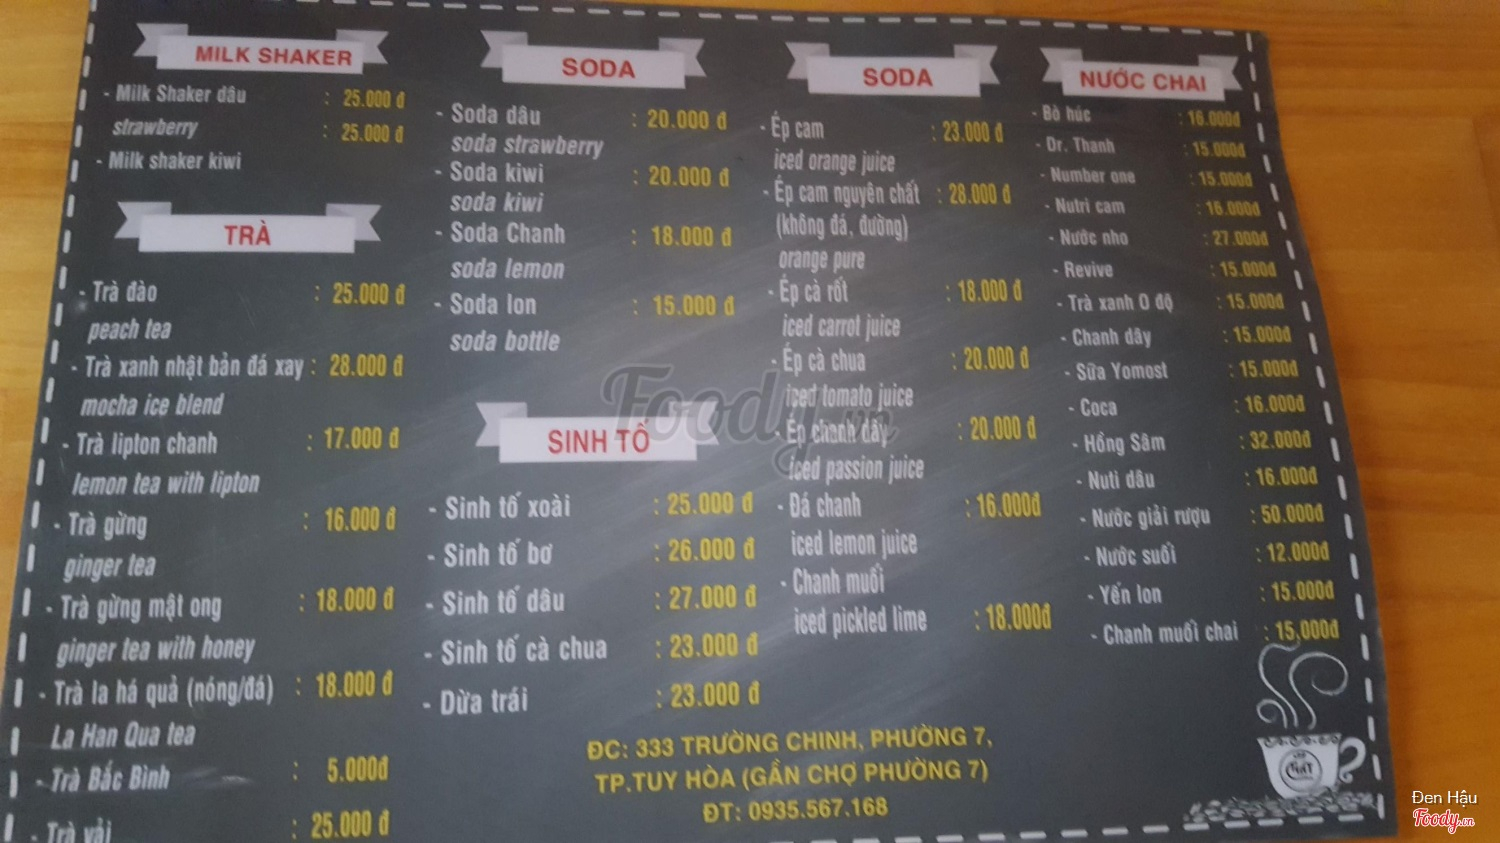 MILK SHAKER
- Milk Shaker dâu : 25.000 đ
strawberry : 25.000 đ
- Milk shaker kiwi
TRÀ
- Trà đào : 25.000 đ
peach tea
- Trà xanh nhật bản đá xay : 28.000 đ
mocha ice blend
- Trà lipton chanh : 17.000 đ
lemon tea with lipton
- Trà gừng : 16.000 đ
ginger tea
- Trà gừng mật ong : 18.000 đ
ginger tea with honey
- Trà la há quả (nóng/đá) : 18.000 đ
La Han Qua tea
- Trà Bắc Bình : 5.000đ
- Trà vải : 25.000 đ
SODA
- Soda dâu : 20.000 đ
soda strawberry
- Soda kiwi : 20.000 đ
soda kiwi
- Soda Chanh : 18.000 đ
soda lemon
- Soda lon : 15.000 đ
soda bottle
SINH TỐ
- Sinh tố xoài : 25.000 đ
- Sinh tố bơ : 26.000 đ
- Sinh tố dâu : 27.000 đ
- Sinh tố cà chua : 23.000 đ
- Dừa trái : 23.000 đ
SODA
- Ép cam : 23.000 đ
iced orange juice
- Ép cam nguyên chất : 28.000 đ
(không đá, đường)
orange pure
- Ép cà rốt : 18.000 đ
iced carrot juice
- Ép cà chua : 20.000 đ
iced tomato juice
- Ép chanh dây : 20.000 đ
iced passion juice
- Đá chanh : 16.000đ
iced lemon juice
- Chanh muối
iced pickled lime : 18.000đ
NƯỚC CHAI
- Bò húc : 16.000đ
- Dr. Thanh : 15.000đ
- Number one : 15.000đ
- Nutri cam : 16.000đ
- Nước nho : 27.000đ
- Revive : 15.000đ
- Trà xanh O độ : 15.000đ
- Chanh dây : 15.000đ
- Sữa Yomost : 15.000đ
- Coca : 16.000đ
- Hồng Sâm : 32.000đ
- Nuti dâu : 16.000đ
- Nước giải rượu : 50.000đ
- Nước suối : 12.000đ
- Yến lon : 15.000đ
- Chanh muối chai : 15.000đ
ĐC: 333 TRƯỜNG CHINH, PHƯỜNG 7,
TP.TUY HÒA (GẦN CHỢ PHƯỜNG 7)
ĐT: 0935.567.168
Foody.vn
Đen Hậu
Foody.vn